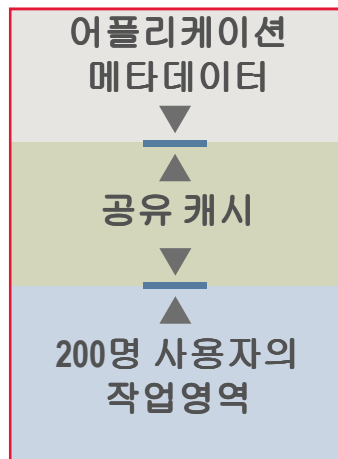 어플리케이션
메타데이터
공유 캐시
200명 사용자의
작업영역